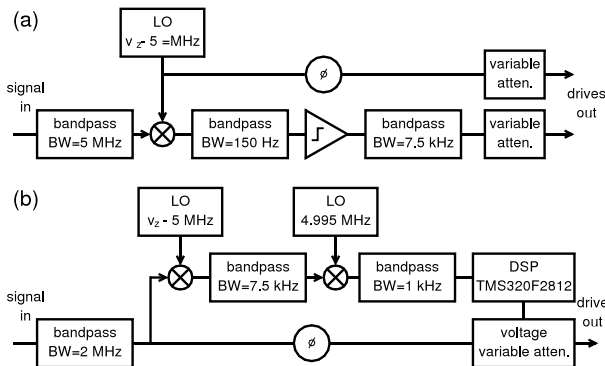 (a)
LO
ν z - 5 =MHz
ϕ
variable
atten.
signal
in
drives
out
bandpass
BW=5 MHz
bandpass
BW=150 Hz
bandpass
BW=7.5 kHz
variable
atten.
(b)
LO
νz - 5 MHz
LO
4.995 MHz
bandpass
BW=7.5 kHz
bandpass
BW=1 kHz
DSP
TMS320F2812
signal
in
drive
out
bandpass
BW=2 MHz
ϕ
voltage
variable atten.